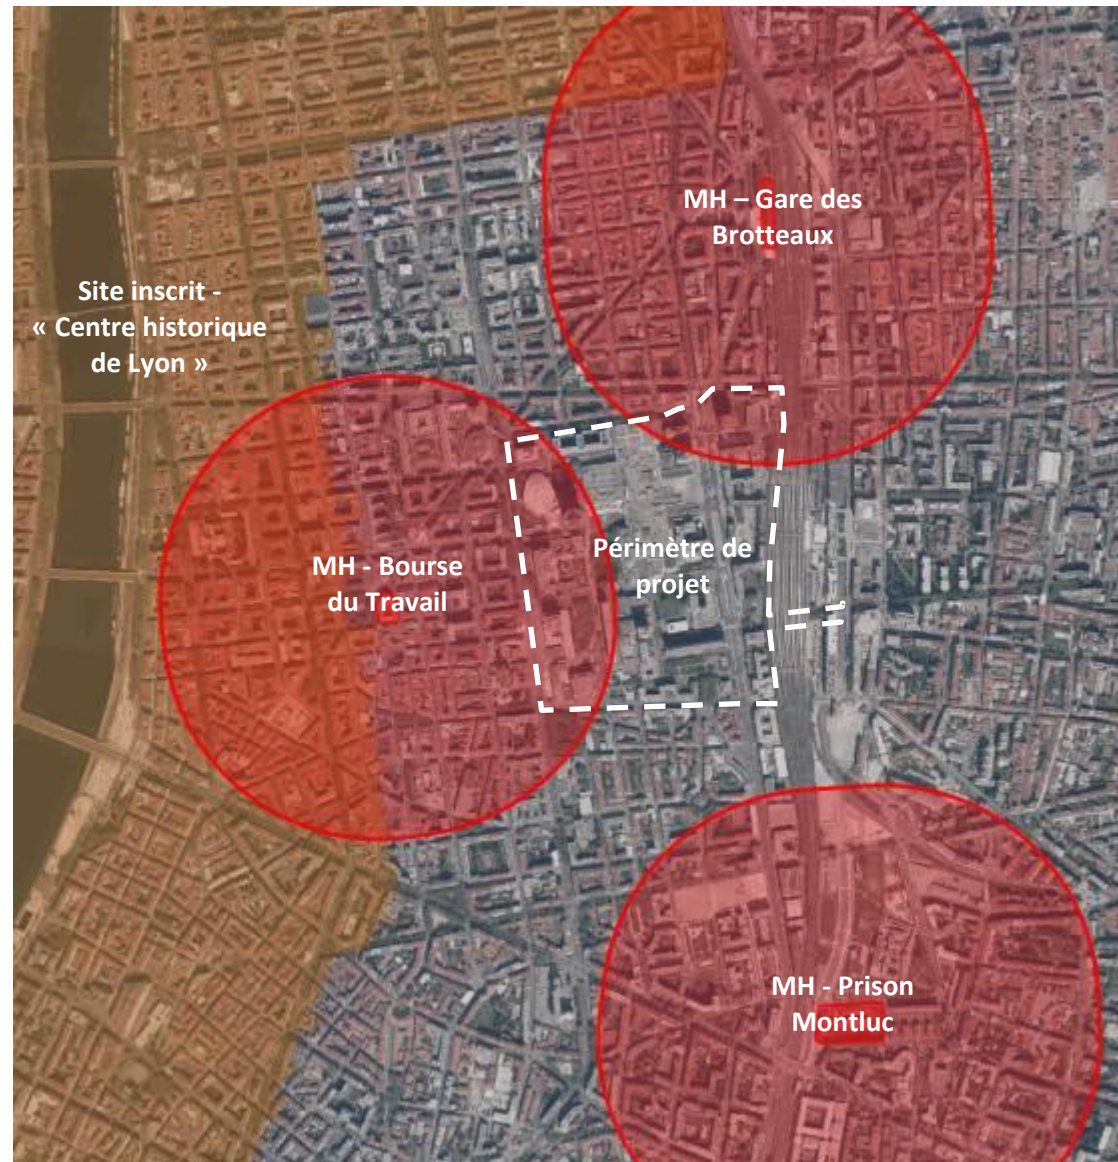 MH – Gare des
Brotteaux
Site inscrit -
« Centre historique
de Lyon »
MH - Bourse
du Travail
Périmètre de
projet
MH - Prison
Montluc